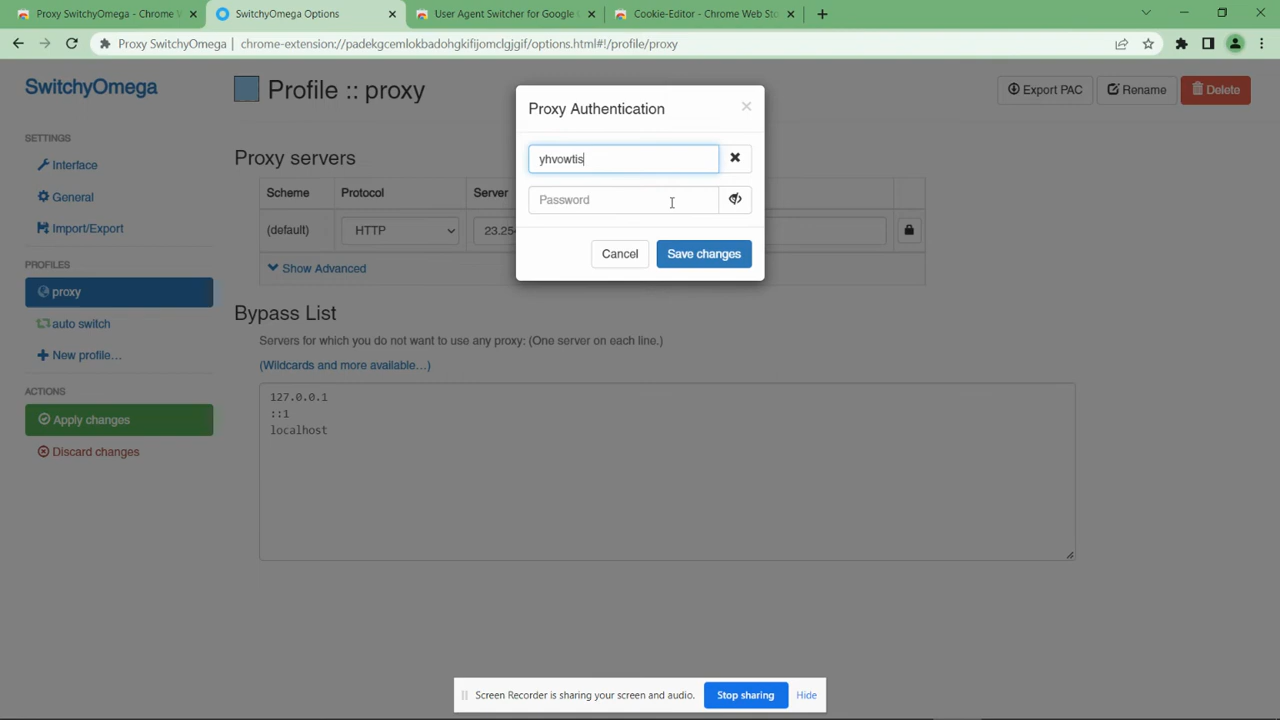 Proxy SwitchyOmega - Chrome V
SwitchyOmega Options
User Agent Switcher for Google
Cookie-Editor - Chrome Web Sto
Proxy SwitchyOmega | chrome-extension://padekgcemlokbadohgkifijomclgjgif/options.html#!/profile/proxy
SwitchyOmega
Profile :: proxy
Export PAC
Rename
Delete
Proxy Authentication
yhvowtis
Password
Cancel
Save changes
SETTINGS
Interface
General
Import/Export
PROFILES
proxy
auto switch
New profile…
ACTIONS
Apply changes
Discard changes
Proxy servers
Scheme Protocol Server
(default) HTTP 23.25
Show Advanced
Bypass List
Servers for which you do not want to use any proxy: (One server on each line.)
(Wildcards and more available…)
127.0.0.1
::1
localhost
Screen Recorder is sharing your screen and audio.
Stop sharing
Hide